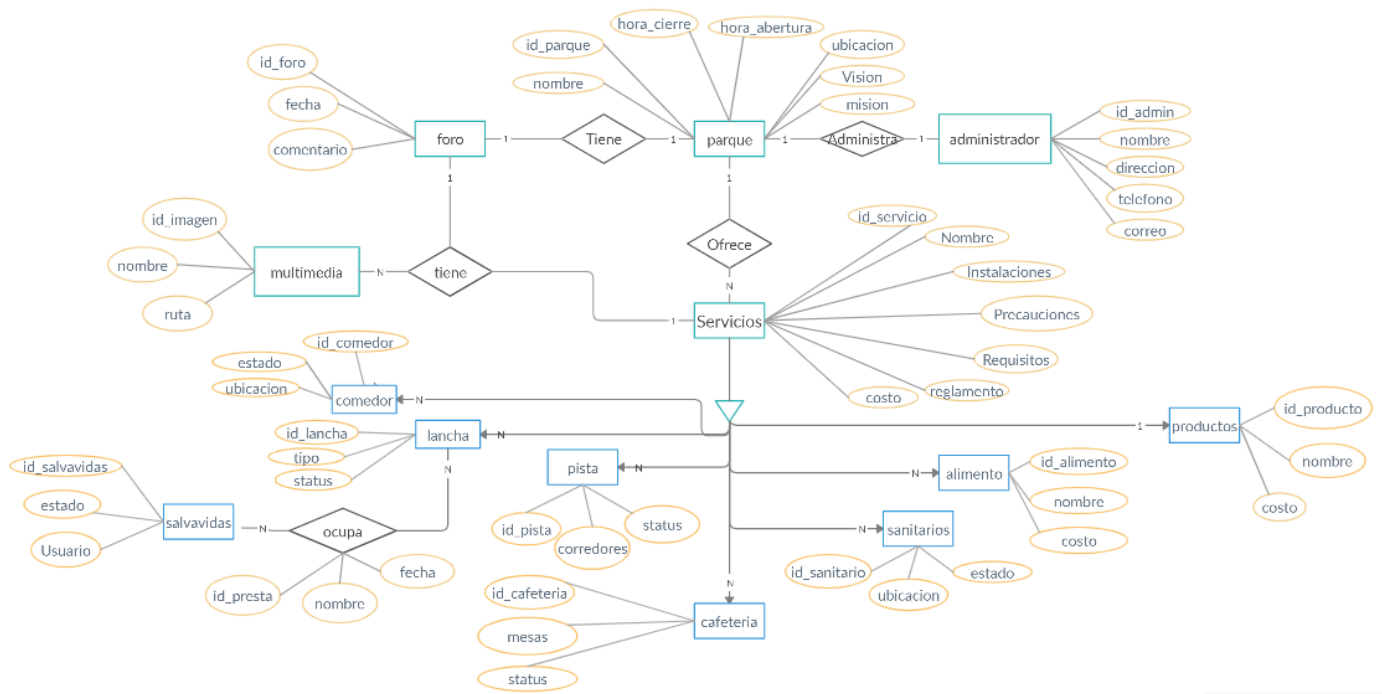 hora_cierre
hora_abertura
id_parque
ubicacion
id_foro
Vision
nombre
mision
fecha
id_admin
foro
1
Tiene
1
parque
1
Administra
1
administrador
nombre
comentario
direccion
1
1
telefono
id_imagen
id_servicio
correo
Nombre
Ofrece
nombre
multimedia
N
tiene
Instalaciones
N
ruta
1
Servicios
Precauciones
id_comedor
estado
Requisitos
ubicacion
comedor
N
costo
reglamento
id_producto
id_lancha
lancha
N
1
productos
tipo
nombre
id_salvavidas
status
N
pista
N
N
alimento
id_alimento
estado
nombre
costo
salvavidas
N
ocupa
id_pista
status
N
sanitarios
Usuario
corredores
costo
fecha
id_sanitario
estado
id_presta
nombre
id_cafeteria
N
ubicacion
mesas
cafeteria
status